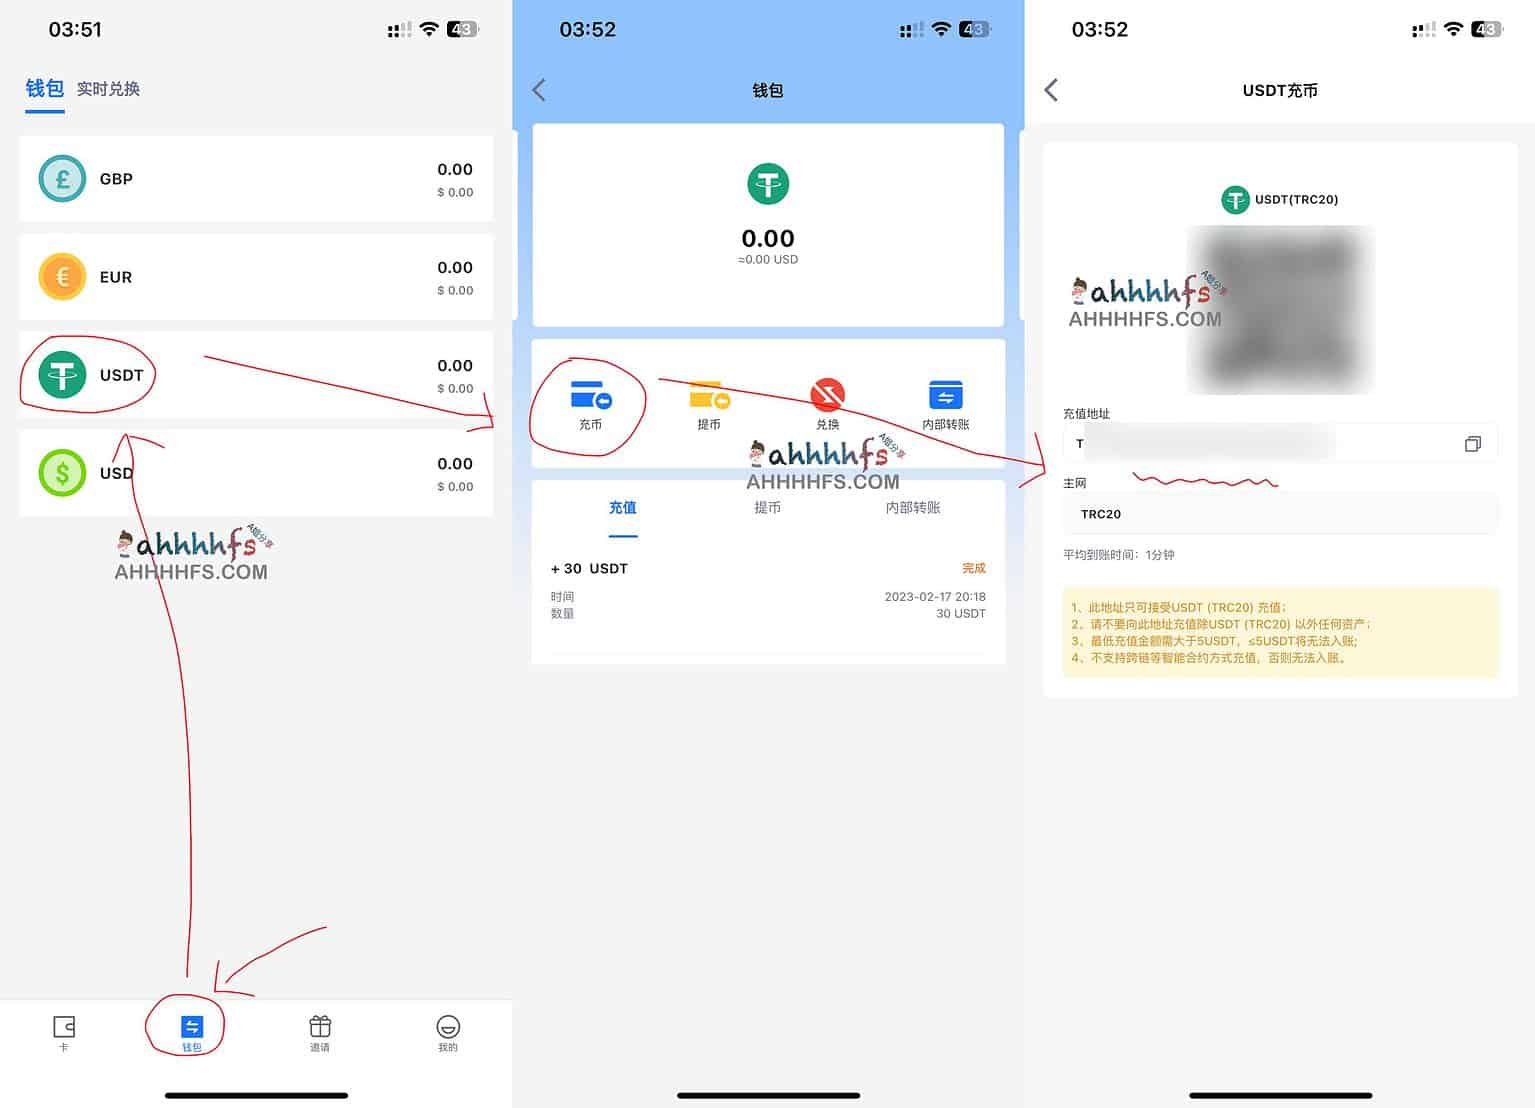 03:51
43
钱包 实时兑换
GBP
0.00
$ 0.00
EUR
0.00
$ 0.00
USDT
0.00
$ 0.00
USD
0.00
$ 0.00
ahhhhfs
A姐分享
AHHHHFS.COM
卡
钱包
邀请
我的
03:52
43
钱包
0.00
≈0.00 USD
充币
提币
兑换
内部转账
ahhhhfs
A姐分享
AHHHHFS.COM
充值
提币
内部转账
+ 30 USDT
完成
时间
2023-02-17 20:18
数量
30 USDT
03:52
43
USDT充币
USDT(TRC20)
ahhhhfs
A姐分享
AHHHHFS.COM
充值地址
T
主网
TRC20
平均到账时间：1分钟
1、此地址只可接受USDT (TRC20) 充值；
2、请不要向此地址充值除USDT (TRC20) 以外任何资产；
3、最低充值金额需大于5USDT，≤5USDT将无法入账;
4、不支持跨链等智能合约方式充值，否则无法入账。